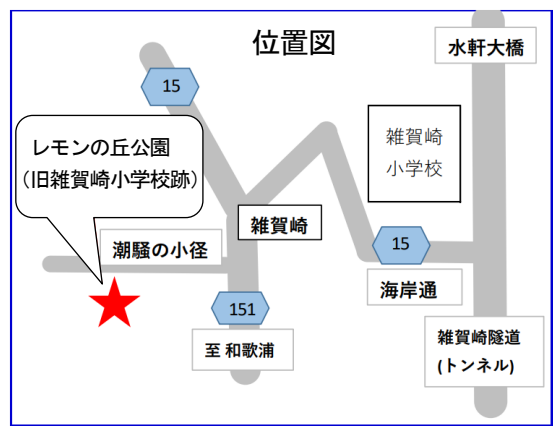 位置図
水軒大橋
15
レモンの丘公園
（旧雑賀崎小学校跡）
雑賀崎
小学校
雑賀崎
潮騒の小径
15
海岸通
151
至 和歌浦
雑賀崎隧道
(トンネル)